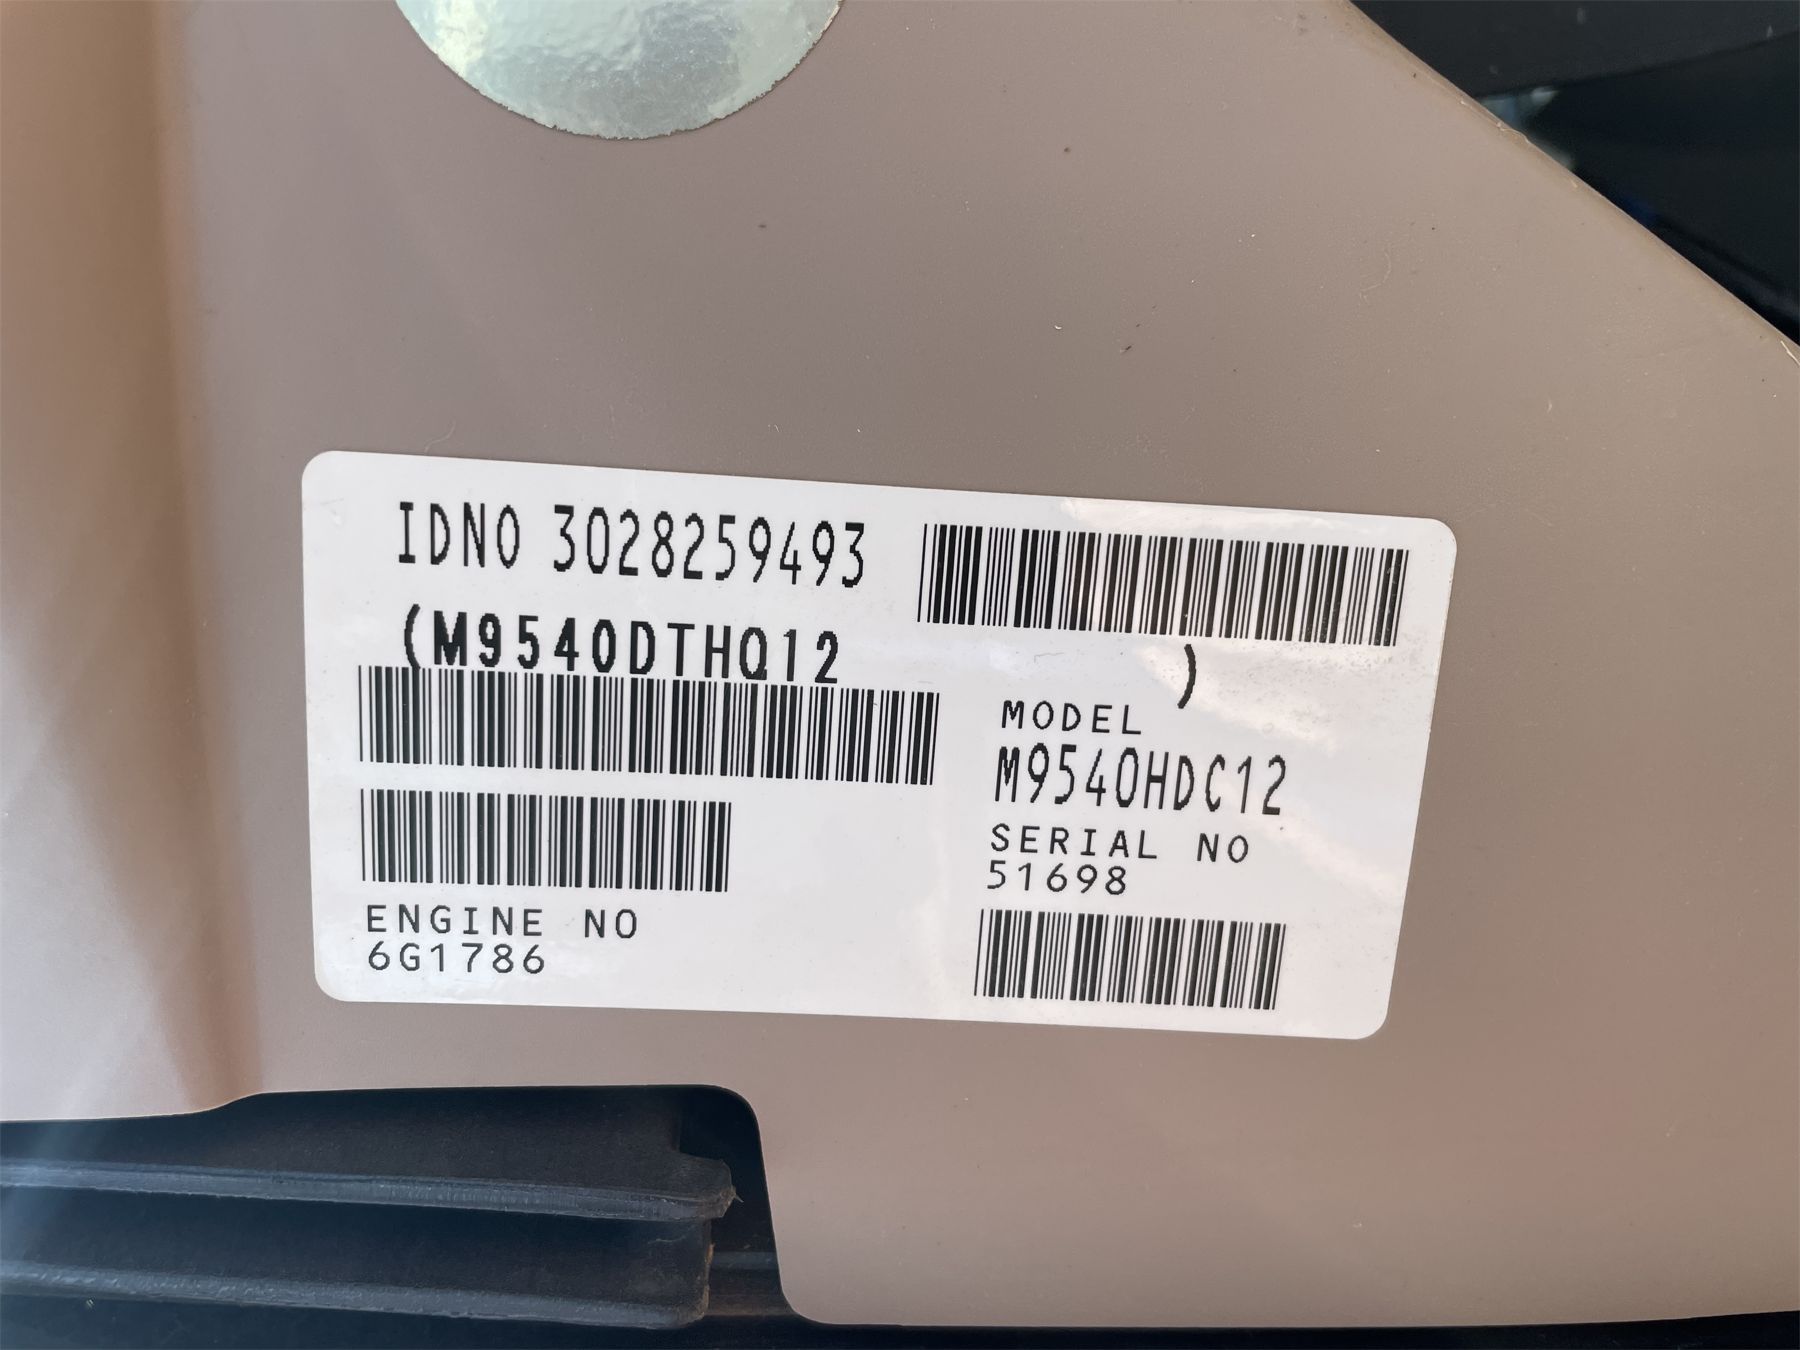 IDNO 3028259493
(M9540DTHQ12 )
MODEL
M9540HDC12
SERIAL NO
51698
ENGINE NO
6G1786